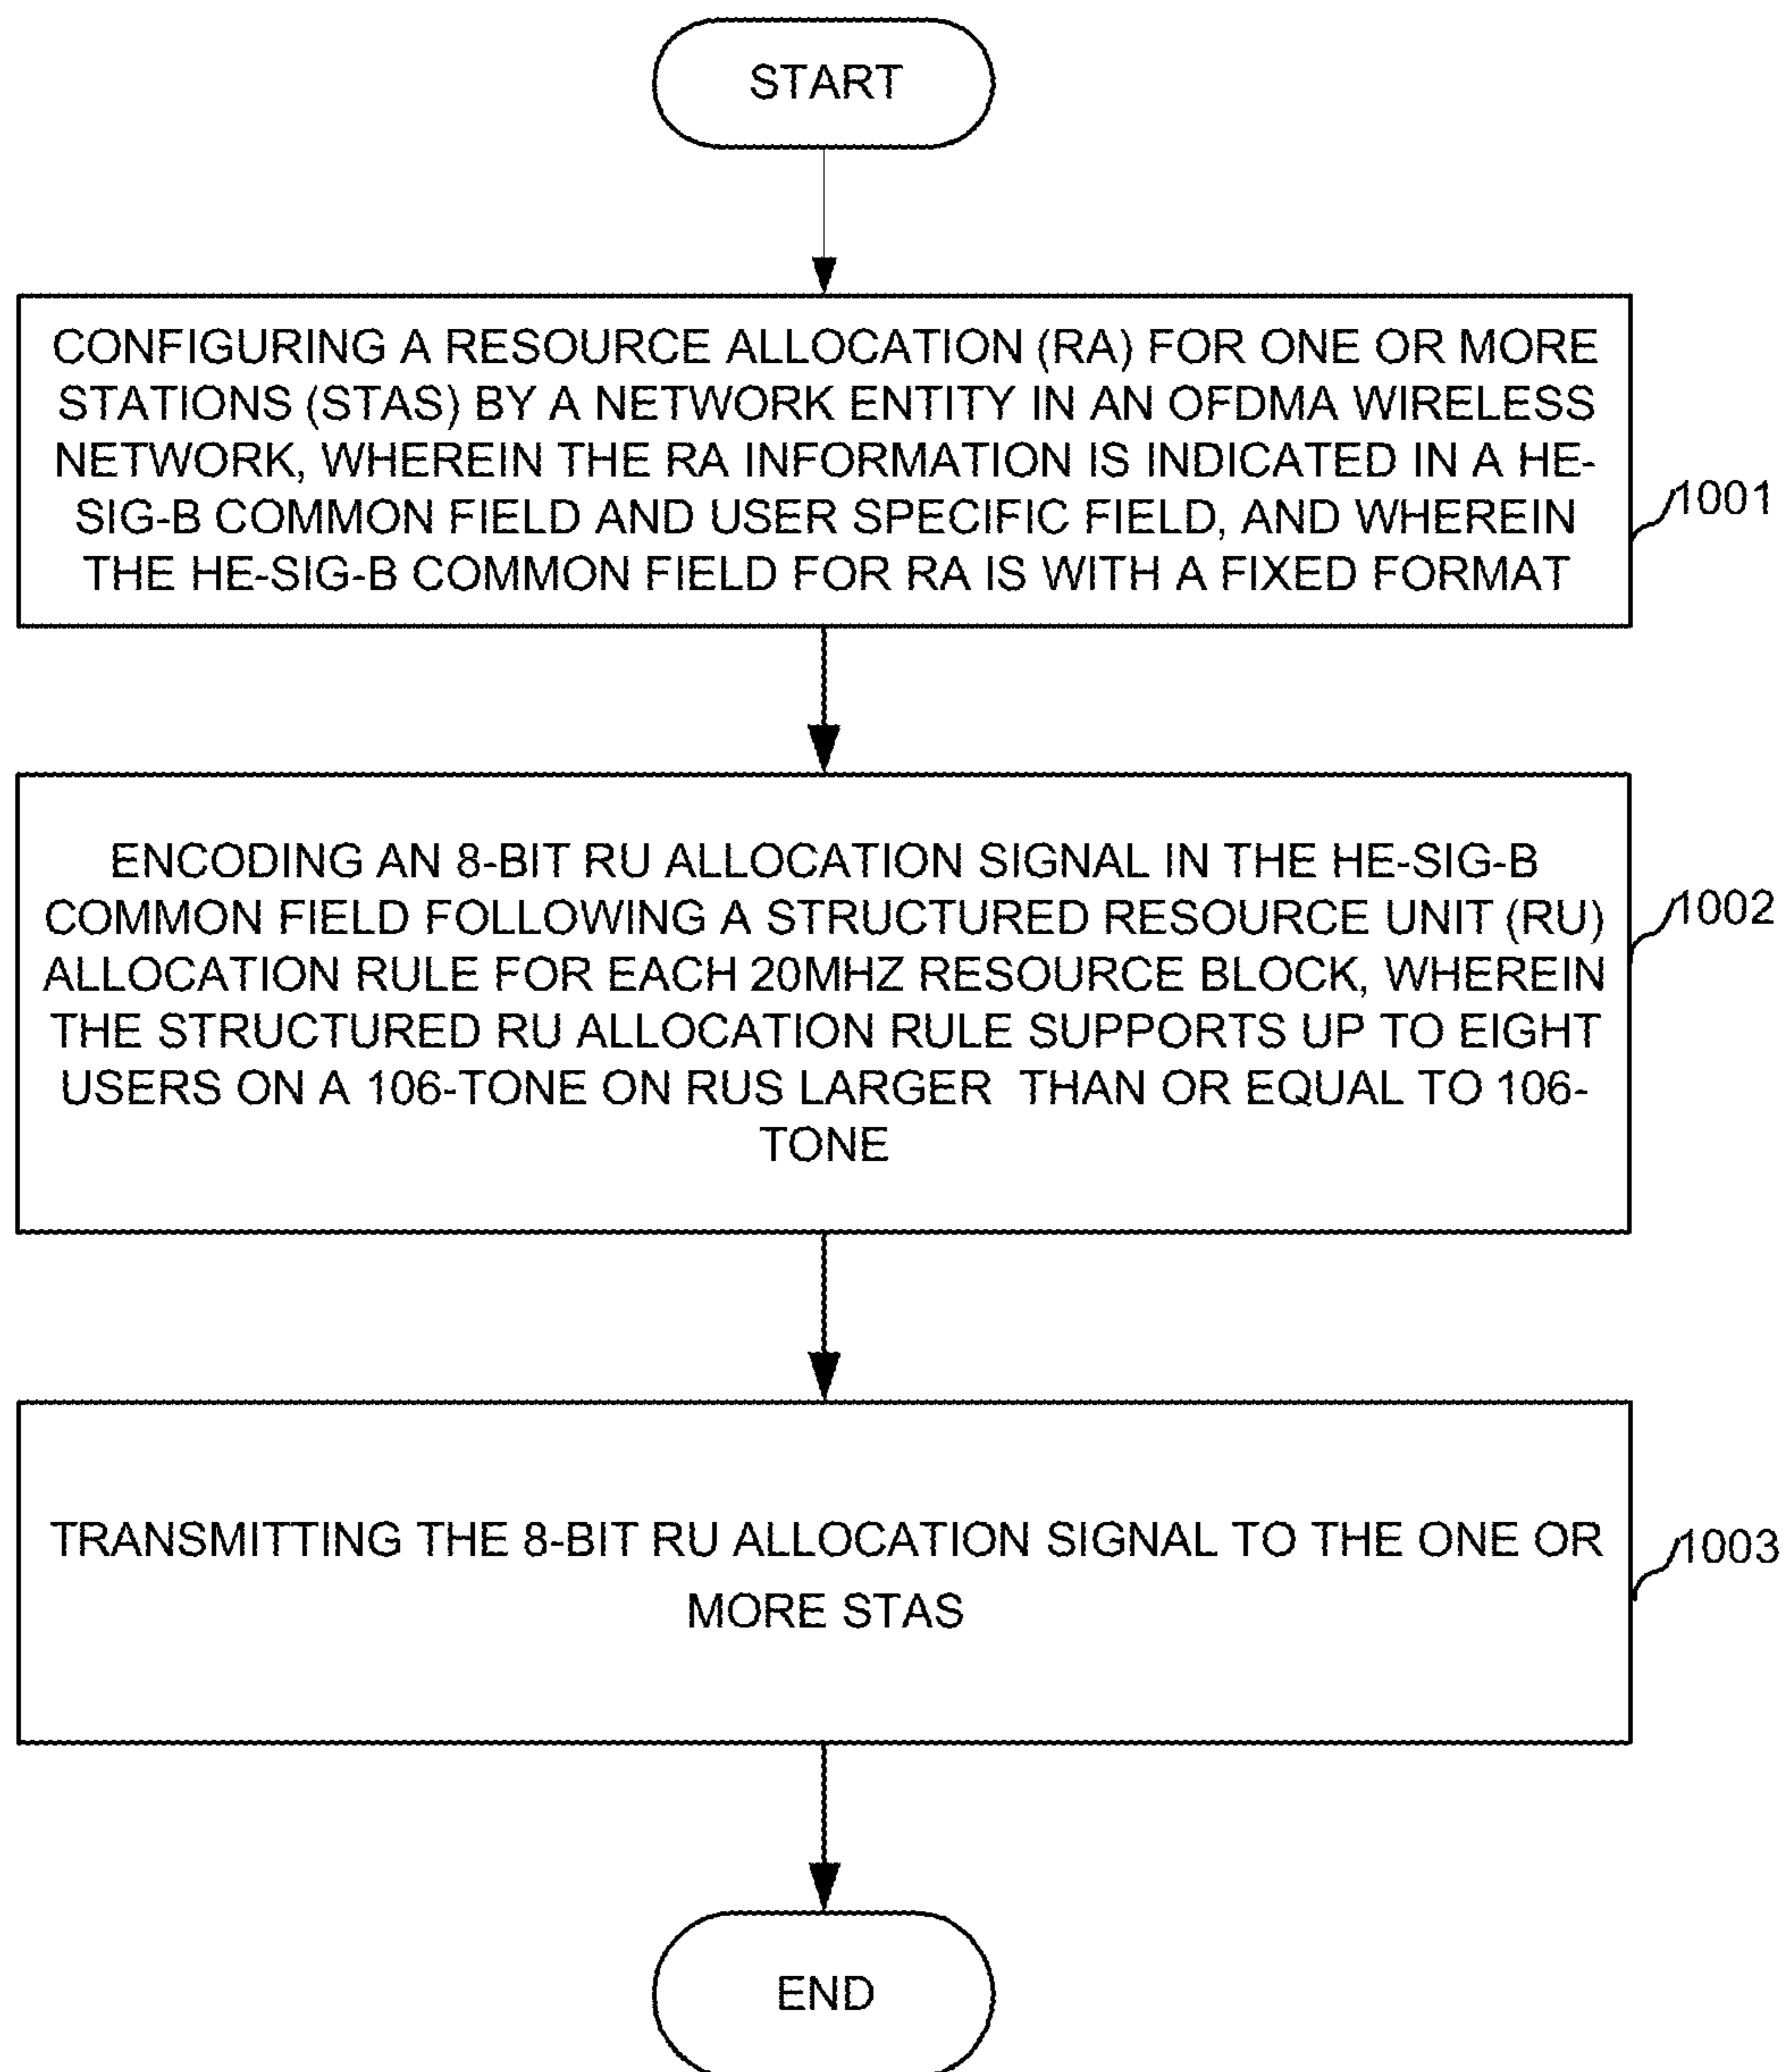 START
CONFIGURING A RESOURCE ALLOCATION (RA) FOR ONE OR MORE
STATIONS (STAS) BY A NETWORK ENTITY IN AN OFDMA WIRELESS
NETWORK, WHEREIN THE RA INFORMATION IS INDICATED IN A HE-
SIG-B COMMON FIELD AND USER SPECIFIC FIELD, AND WHEREIN
THE HE-SIG-B COMMON FIELD FOR RA IS WITH A FIXED FORMAT
1001
ENCODING AN 8-BIT RU ALLOCATION SIGNAL IN THE HE-SIG-B
COMMON FIELD FOLLOWING A STRUCTURED RESOURCE UNIT (RU)
ALLOCATION RULE FOR EACH 20MHZ RESOURCE BLOCK, WHEREIN
THE STRUCTURED RU ALLOCATION RULE SUPPORTS UP TO EIGHT
USERS ON A 106-TONE ON RUS LARGER THAN OR EQUAL TO 106-
TONE
1002
TRANSMITTING THE 8-BIT RU ALLOCATION SIGNAL TO THE ONE OR
MORE STAS
1003
END